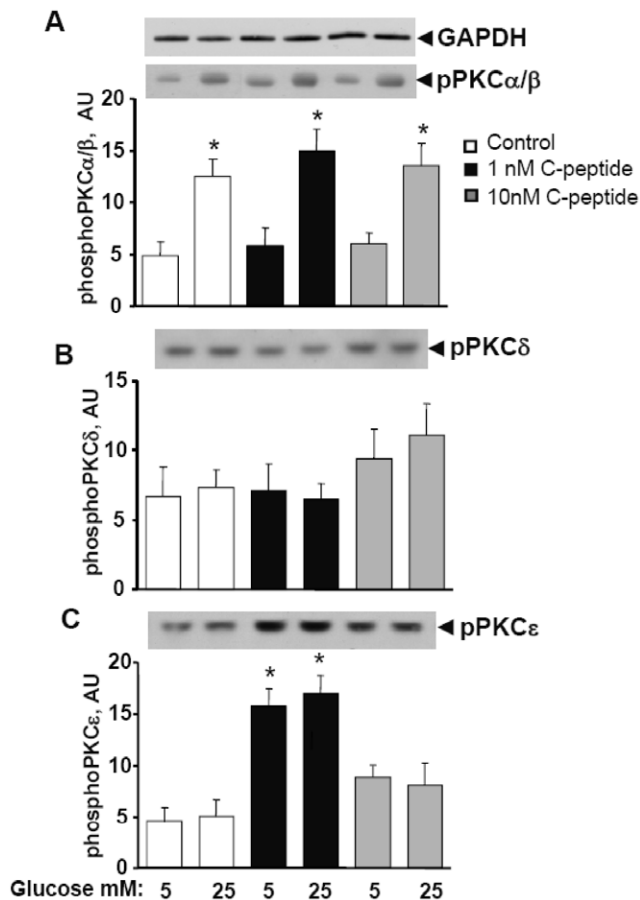 A
GAPDH
pPKCα/β
phosphoPKCα/β, AU
20
15
10
5
0
*
*
*
Control
1 nM C-peptide
10nM C-peptide
B
pPKCδ
phosphoPKCδ, AU
15
10
5
0
C
pPKCε
phosphoPKCε, AU
20
15
10
5
0
*
*
Glucose mM: 5 25 5 25 5 25